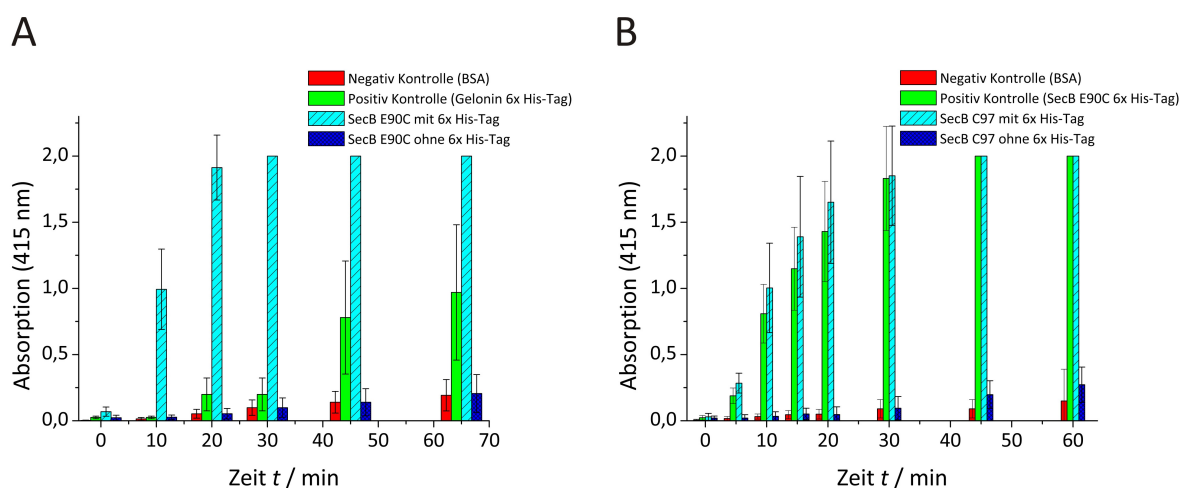 A
Negativ Kontrolle (BSA)
Positiv Kontrolle (Gelonin 6x His-Tag)
SecB E90C mit 6x His-Tag
SecB E90C ohne 6x His-Tag
2,0
1,5
1,0
0,5
0,0
Absorption (415 nm)
0 10 20 30 40 50 60 70
Zeit t / min
B
Negativ Kontrolle (BSA)
Positiv Kontrolle (SecB E90C 6x His-Tag)
SecB C97 mit 6x His-Tag
SecB C97 ohne 6x His-Tag
2,0
1,5
1,0
0,5
0,0
Absorption (415 nm)
0 10 20 30 40 50 60
Zeit t / min